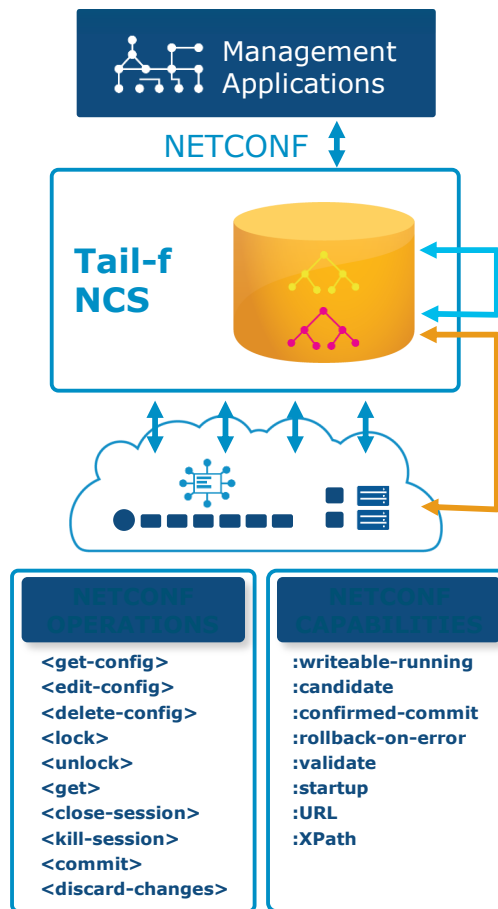 Management
Applications
NETCONF
Tail-f
NCS
NETCONF
OPERATIONS
<get-config>
<edit-config>
<delete-config>
<lock>
<unlock>
<get>
<close-session>
<kill-session>
<commit>
<discard-changes>
NETCONF
CAPABILITIES
:writeable-running
:candidate
:confirmed-commit
:rollback-on-error
:validate
:startup
:URL
:XPath